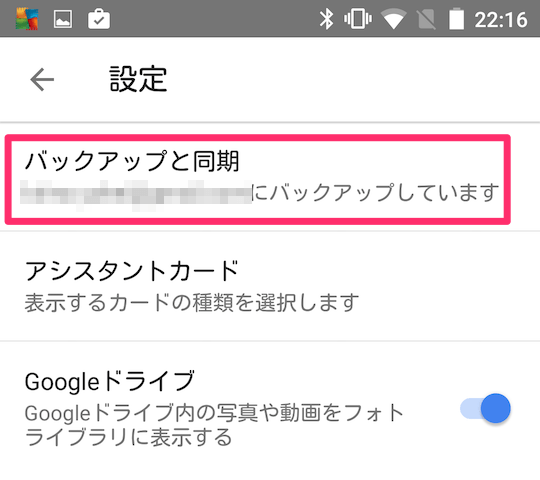 22:16
設定
バックアップと同期
にバックアップしています
アシスタントカード
表示するカードの種類を選択します
Googleドライブ
Googleドライブ内の写真や動画をフォト
ライブラリに表示する